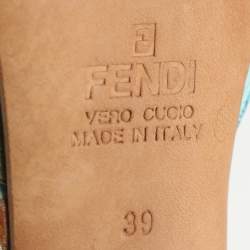 FENDI
VERO CUOIO
MADE IN ITALY
39